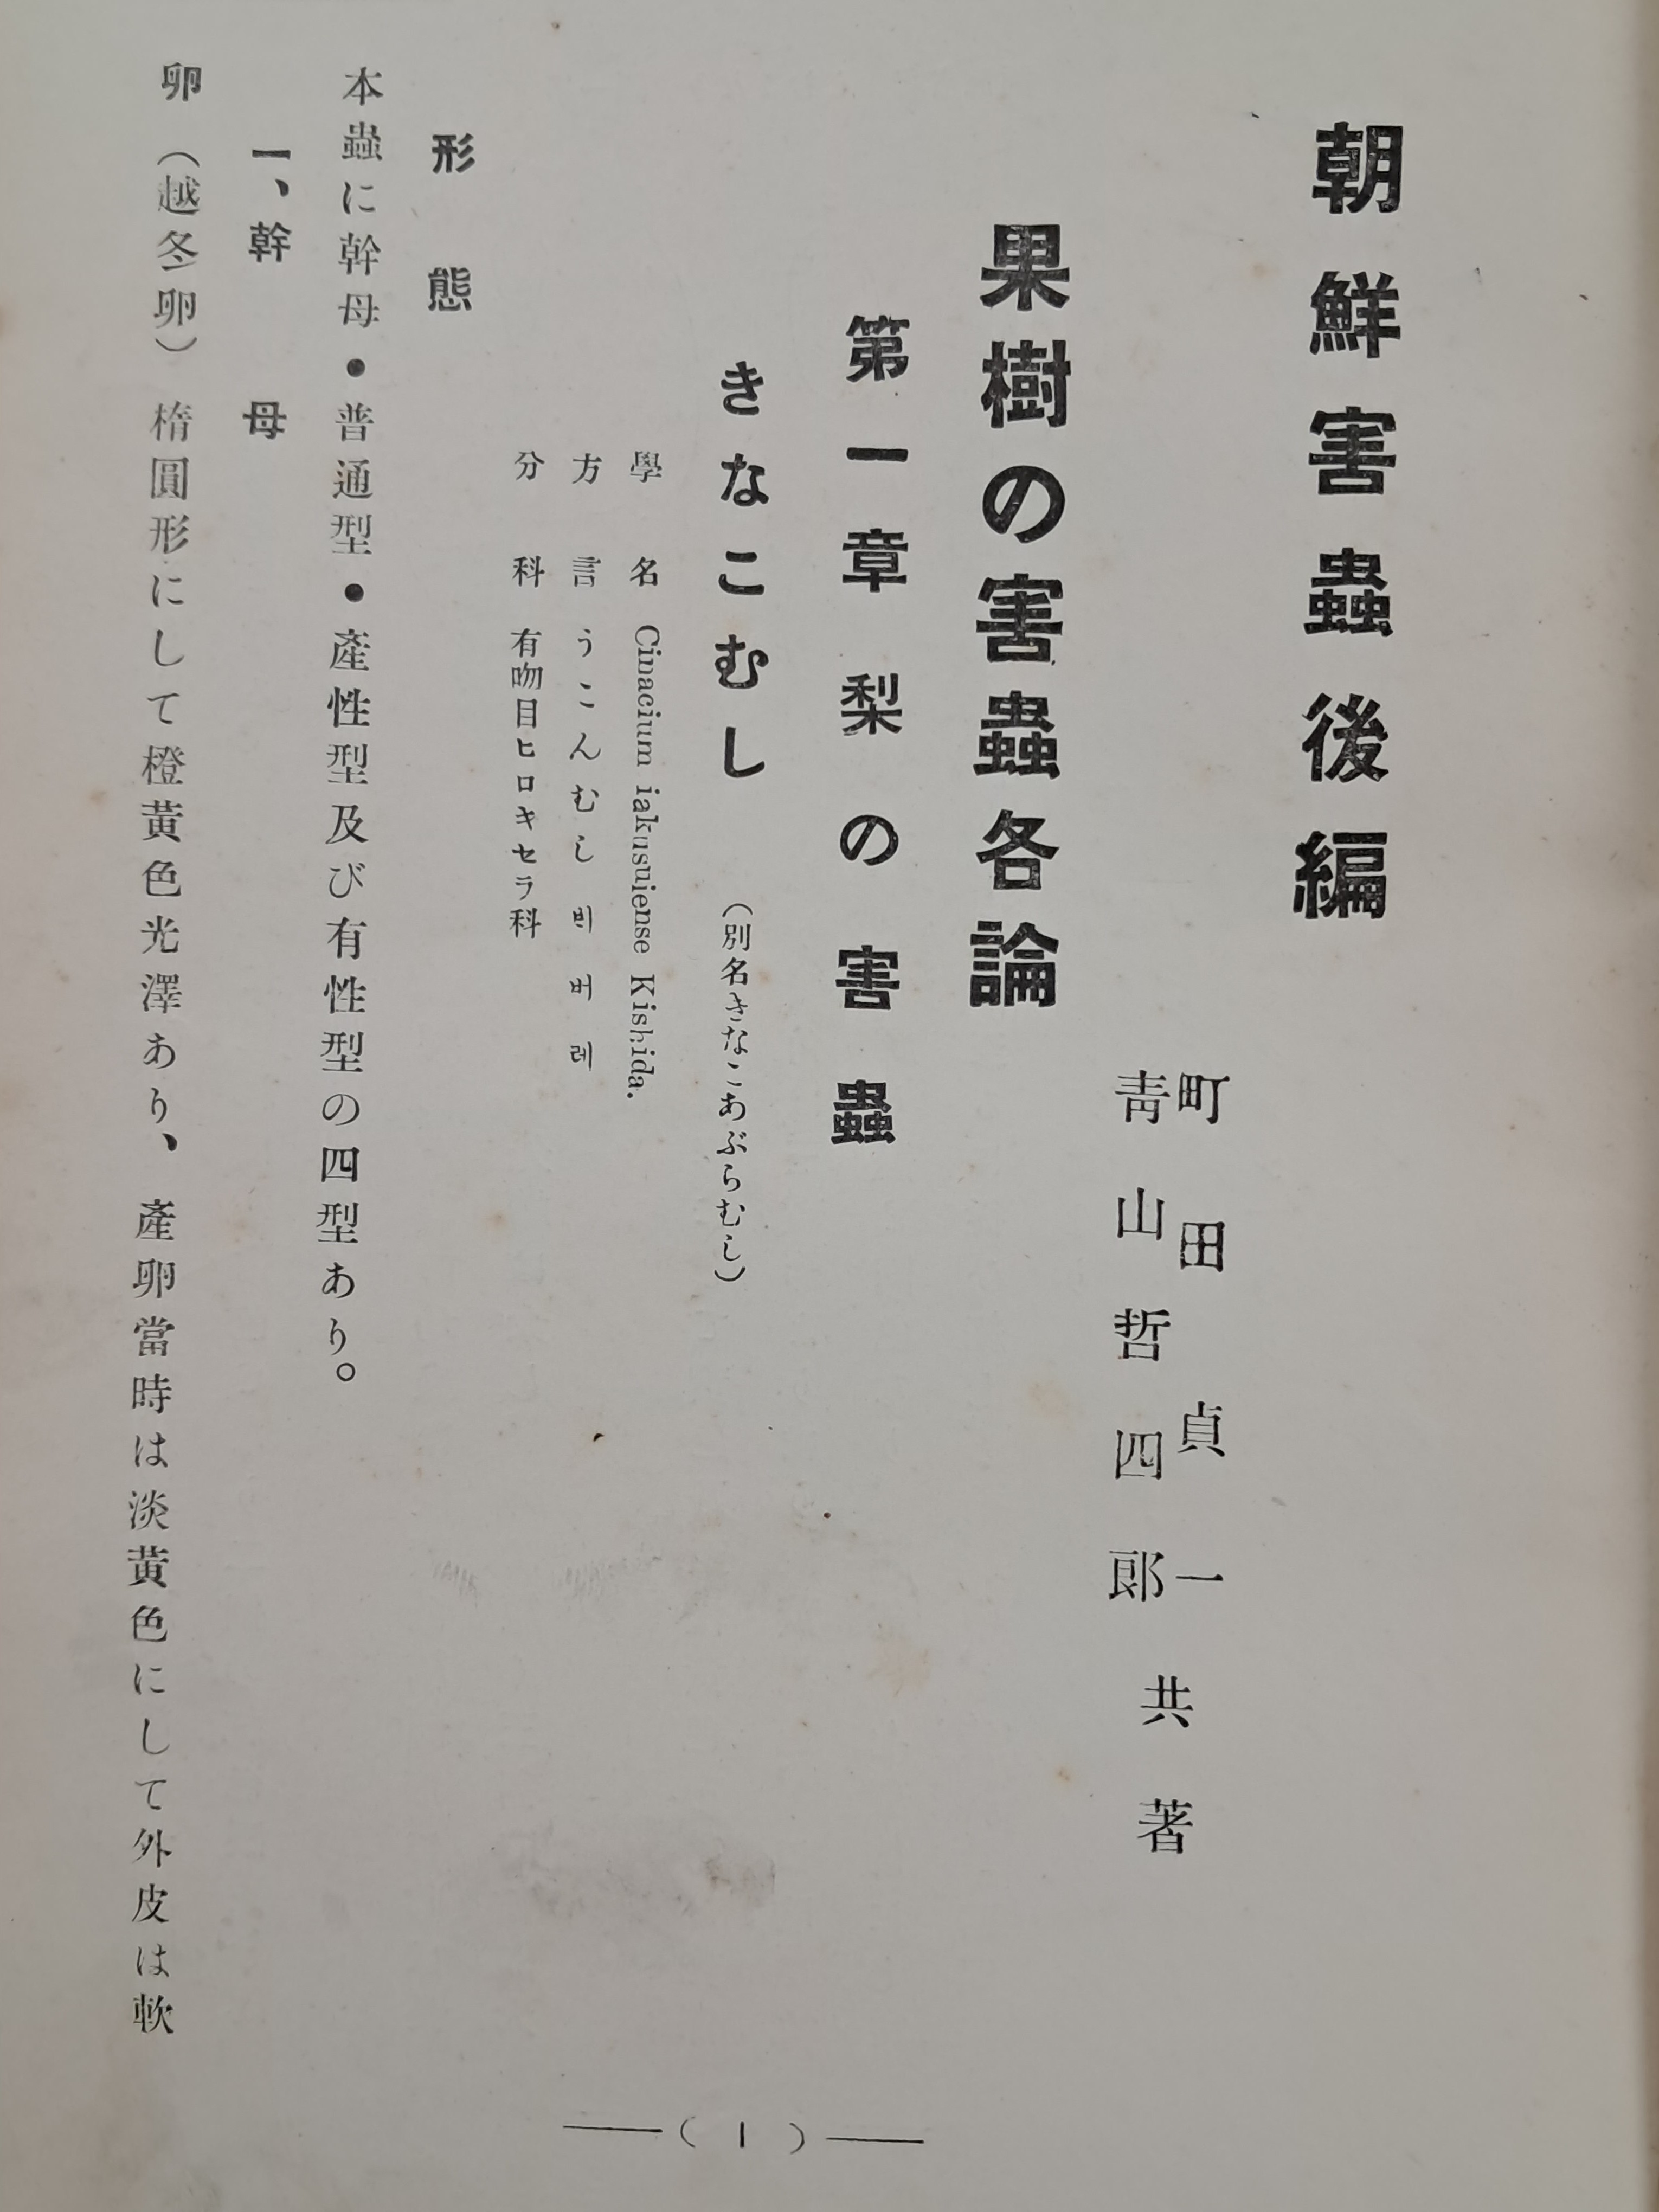 朝鮮害蟲後編
町田貞一
靑山哲四郎
共著
果樹の害蟲各論
第一章 梨の害蟲
きなこむし （別名きなこあぶらむし）
學名 Cinacium iakusuiense Kishida.
方言 うこんむし 빈버레
分科 有吻目ヒロキセラ科
形態
本蟲に幹母●普通型●產性型及び有性型の四型あり。
一、幹母
卵（越冬卵）楕圓形にして橙黃色光澤あり、產卵當時は淡黃色にして外皮は軟
（1）